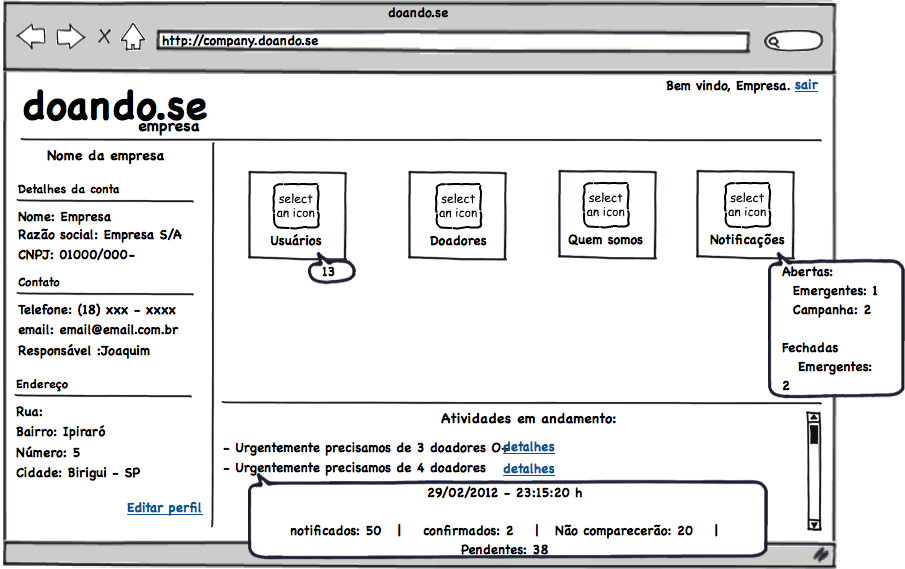 doando.se
http://company.doando.se
Bem vindo, Empresa. sair
doando.se
empresa
Nome da empresa
Detalhes da conta
Nome: Empresa
Razão social: Empresa S/A
CNPJ: 01000/000-
Contato
Telefone: (18) xxx - xxxx
email: email@email.com.br
Responsável :Joaquim
Endereço
Rua:
Bairro: Ipiraró
Número: 5
Cidade: Birigui - SP
Editar perfil
select
an icon
Usuários
13
select
an icon
Doadores
select
an icon
Quem somos
select
an icon
Notificações
Abertas:
Emergentes: 1
Campanha: 2
Fechadas
Emergentes:
2
Atividades em andamento:
- Urgentemente precisamos de 3 doadores O- detalhes
- Urgentemente precisamos de 4 doadores detalhes
29/02/2012 - 23:15:20 h
notificados: 50 | confirmados: 2 | Não comparecerão: 20 |
Pendentes: 38